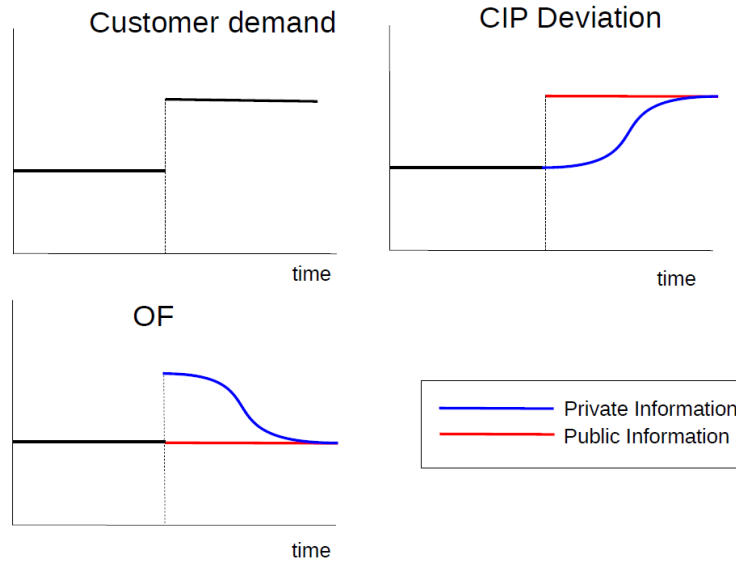 Customer demand
CIP Deviation
time
time
OF
Private Information
Public Information
time